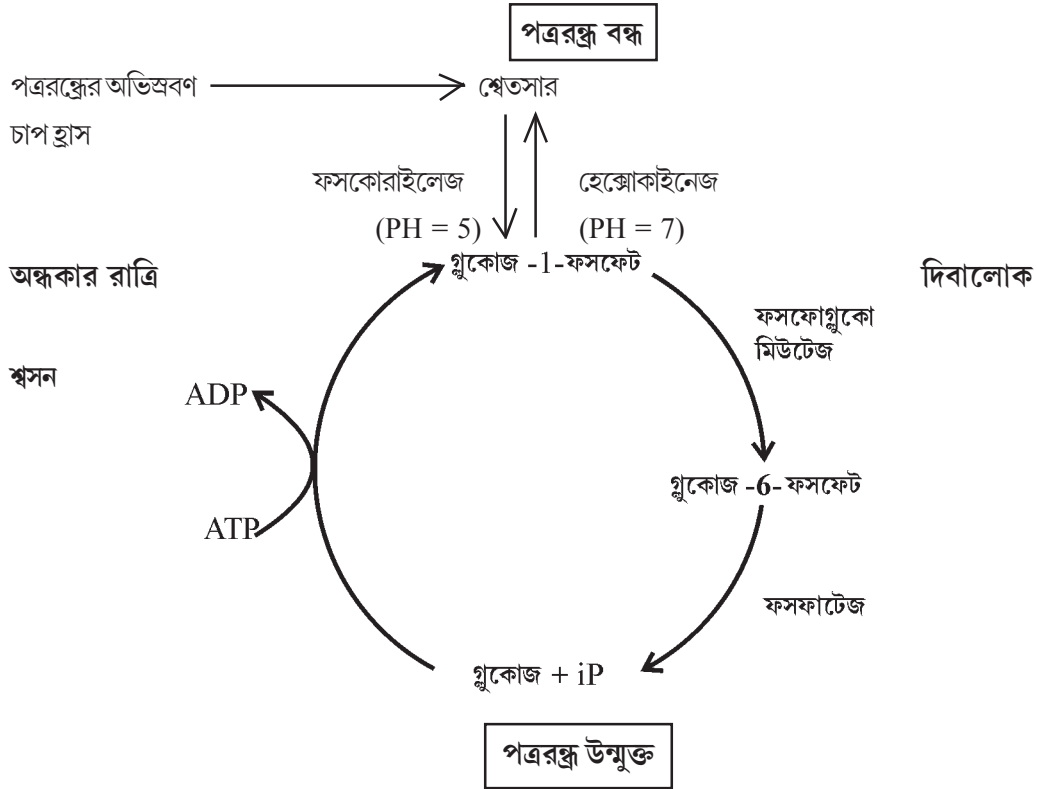 পত্ররন্ধ্র বন্ধ
পত্ররন্ধ্রের অভিস্রবণ
চাপ হ্রাস
শ্বেতসার
ফসকোরাইলেজ
(PH = 5)
হেক্সোকাইনেজ
(PH = 7)
গ্লুকোজ -1-ফসফেট
অন্ধকার রাত্রি
দিবালোক
ফসফোগ্লুকো
মিউটেজ
শ্বসন
ADP
গ্লুকোজ -6- ফসফেট
ATP
ফসফাটেজ
গ্লুকোজ + iP
পত্ররন্ধ্র উন্মুক্ত